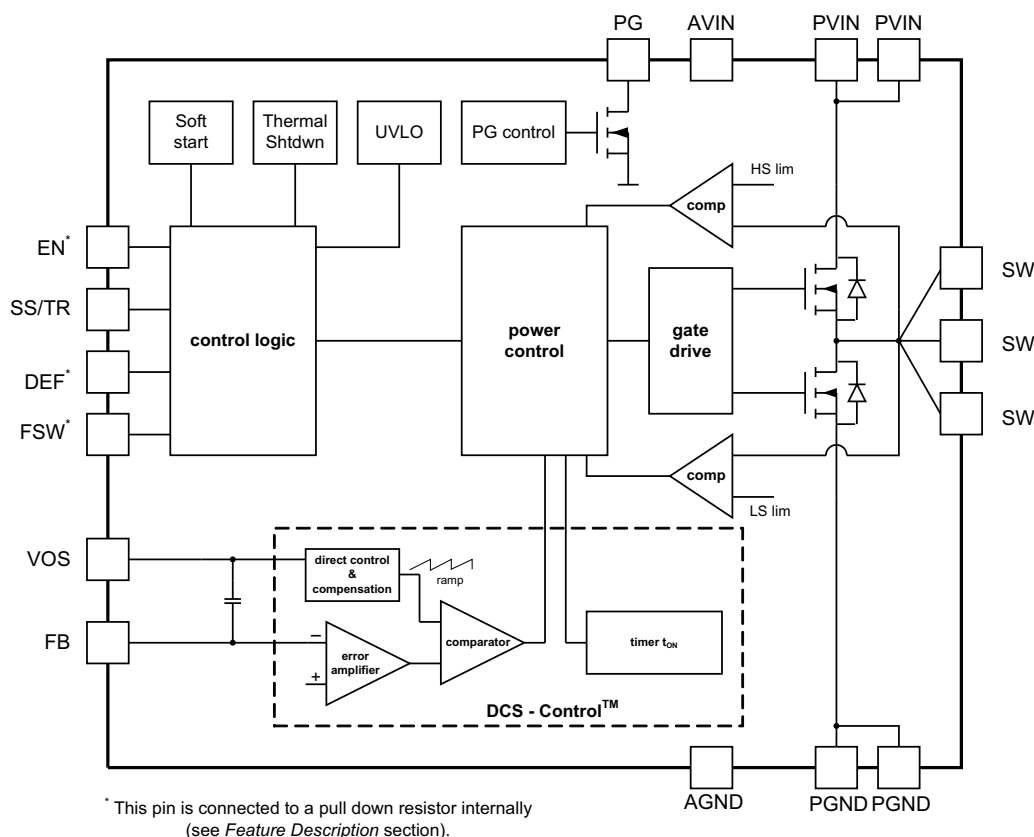 PG
AVIN
PVIN
PVIN
Soft
start
Thermal
Shtdwn
UVLO
PG control
HS lim
comp
EN*
SS/TR
DEF*
FSW*
control logic
power
control
gate
drive
SW
SW
SW
comp
LS lim
VOS
FB
direct control
&
compensation
ramp
–
+
error
amplifier
comparator
timer tON
DCS - Control™
AGND
PGND
PGND
* This pin is connected to a pull down resistor internally
(see Feature Description section).